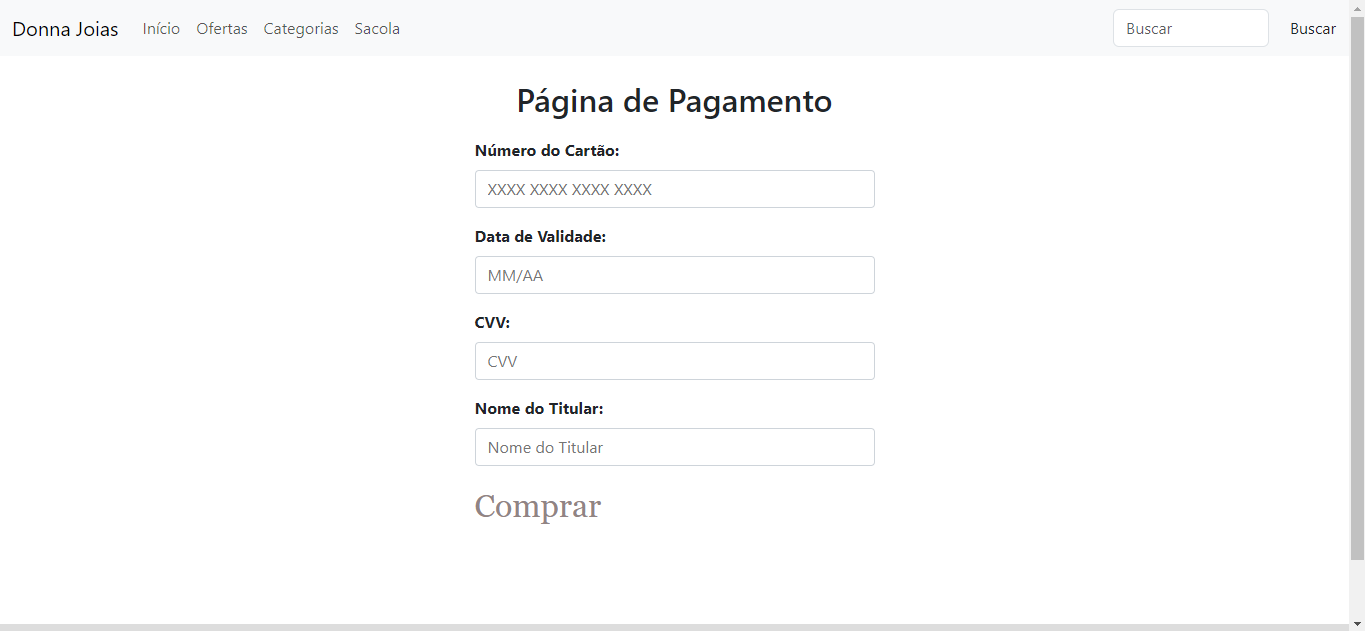 Donna Joias Início Ofertas Categorias Sacola Buscar Buscar
Página de Pagamento
Número do Cartão:
XXXX XXXX XXXX XXXX
Data de Validade:
MM/AA
CVV:
CVV
Nome do Titular:
Nome do Titular
Comprar